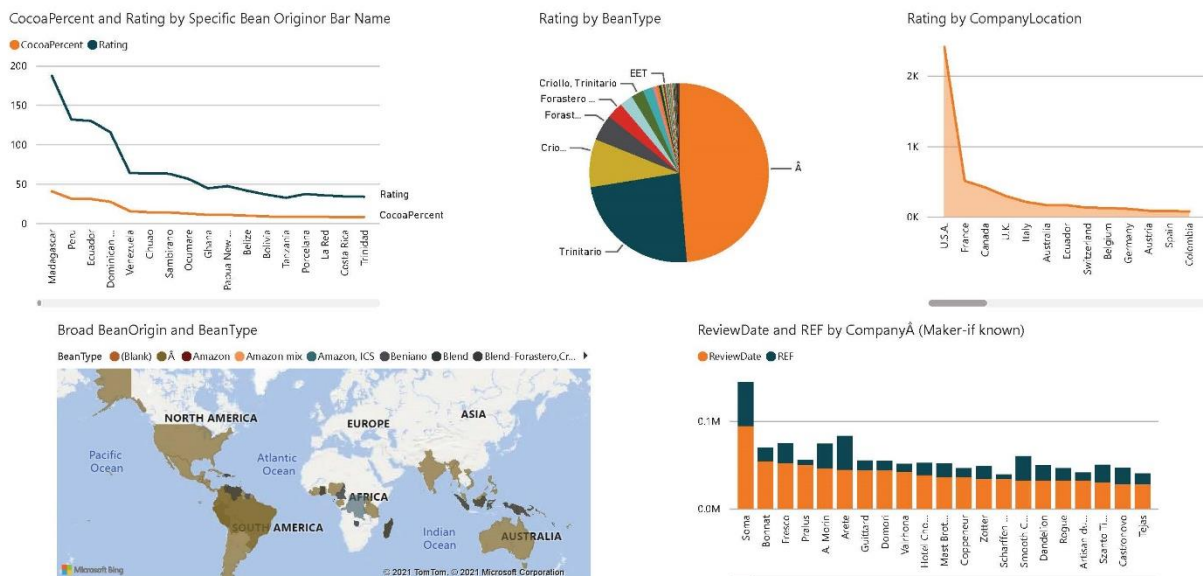 CocoaPercent and Rating by Specific Bean Originor Bar Name
CocoaPercent Rating
200
150
100
50
0
Rating
CocoaPercent
Madagascar
Peru
Ecuador
Dominican ...
Venezuela
Chuao
Sambirano
Ocumare
Ghana
Papua New ...
Belize
Bolivia
Tanzania
Porcelana
La Red
Costa Rica
Trinidad
Rating by BeanType
EET
Criollo, Trinitario
Forastero ...
Forast...
Crio...
Trinitario
Â
Rating by CompanyLocation
2K
1K
0K
U.S.A.
France
Canada
U.K.
Italy
Australia
Ecuador
Switzerland
Belgium
Germany
Austria
Spain
Colombia
Broad BeanOrigin and BeanType
BeanType (Blank) Â Amazon Amazon mix Amazon, ICS Beniano Blend Blend-Forastero,Cr...
NORTH AMERICA
EUROPE
ASIA
Pacific
Ocean
Atlantic
Ocean
AFRICA
SOUTH AMERICA
Indian
Ocean
AUSTRALIA
Microsoft Bing
© 2021 TomTom, © 2021 Microsoft Corporation
ReviewDate and REF by CompanyÂ (Maker-if known)
ReviewDate REF
0.1M
0.0M
Soma
Bonnat
Fresco
Pralus
A. Morin
Arete
Guittard
Domori
Valrhona
Hotel Cho...
Mast Brot...
Coppeneur
Zotter
Scharffen ...
Smooth C...
Dandelion
Rogue
Artisan du...
Szanto Ti...
Castronovo
Tejas